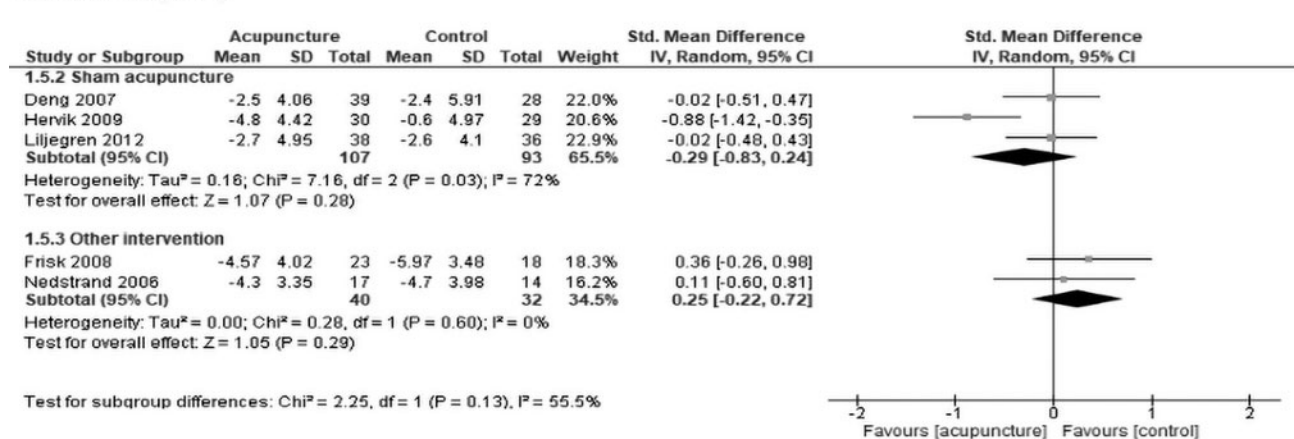 Acupuncture Control Std. Mean Difference Std. Mean Difference
Study or Subgroup Mean SD Total Mean SD Total Weight IV, Random, 95% CI IV, Random, 95% CI
1.5.2 Sham acupuncture
Deng 2007 -2.5 4.06 39 -2.4 5.91 28 22.0% -0.02 [-0.51, 0.47]
Hervik 2009 -4.8 4.42 30 -0.6 4.97 29 20.6% -0.88 [-1.42, -0.35]
Liljegren 2012 -2.7 4.95 38 -2.6 4.1 36 22.9% -0.02 [-0.48, 0.43]
Subtotal (95% CI) 107 93 65.5% -0.29 [-0.83, 0.24]
Heterogeneity: Tau² = 0.16; Chi² = 7.16, df = 2 (P = 0.03); I² = 72%
Test for overall effect: Z = 1.07 (P = 0.28)
1.5.3 Other intervention
Frisk 2008 -4.57 4.02 23 -5.97 3.48 18 18.3% 0.36 [-0.26, 0.98]
Nedstrand 2006 -4.3 3.35 17 -4.7 3.98 14 16.2% 0.11 [-0.60, 0.81]
Subtotal (95% CI) 40 32 34.5% 0.25 [-0.22, 0.72]
Heterogeneity: Tau² = 0.00; Chi² = 0.28, df = 1 (P = 0.60); I² = 0%
Test for overall effect: Z = 1.05 (P = 0.29)
Test for subgroup differences: Chi² = 2.25, df = 1 (P = 0.13), I² = 55.5%
-2 -1 0 1 2
Favours [acupuncture] Favours [control]